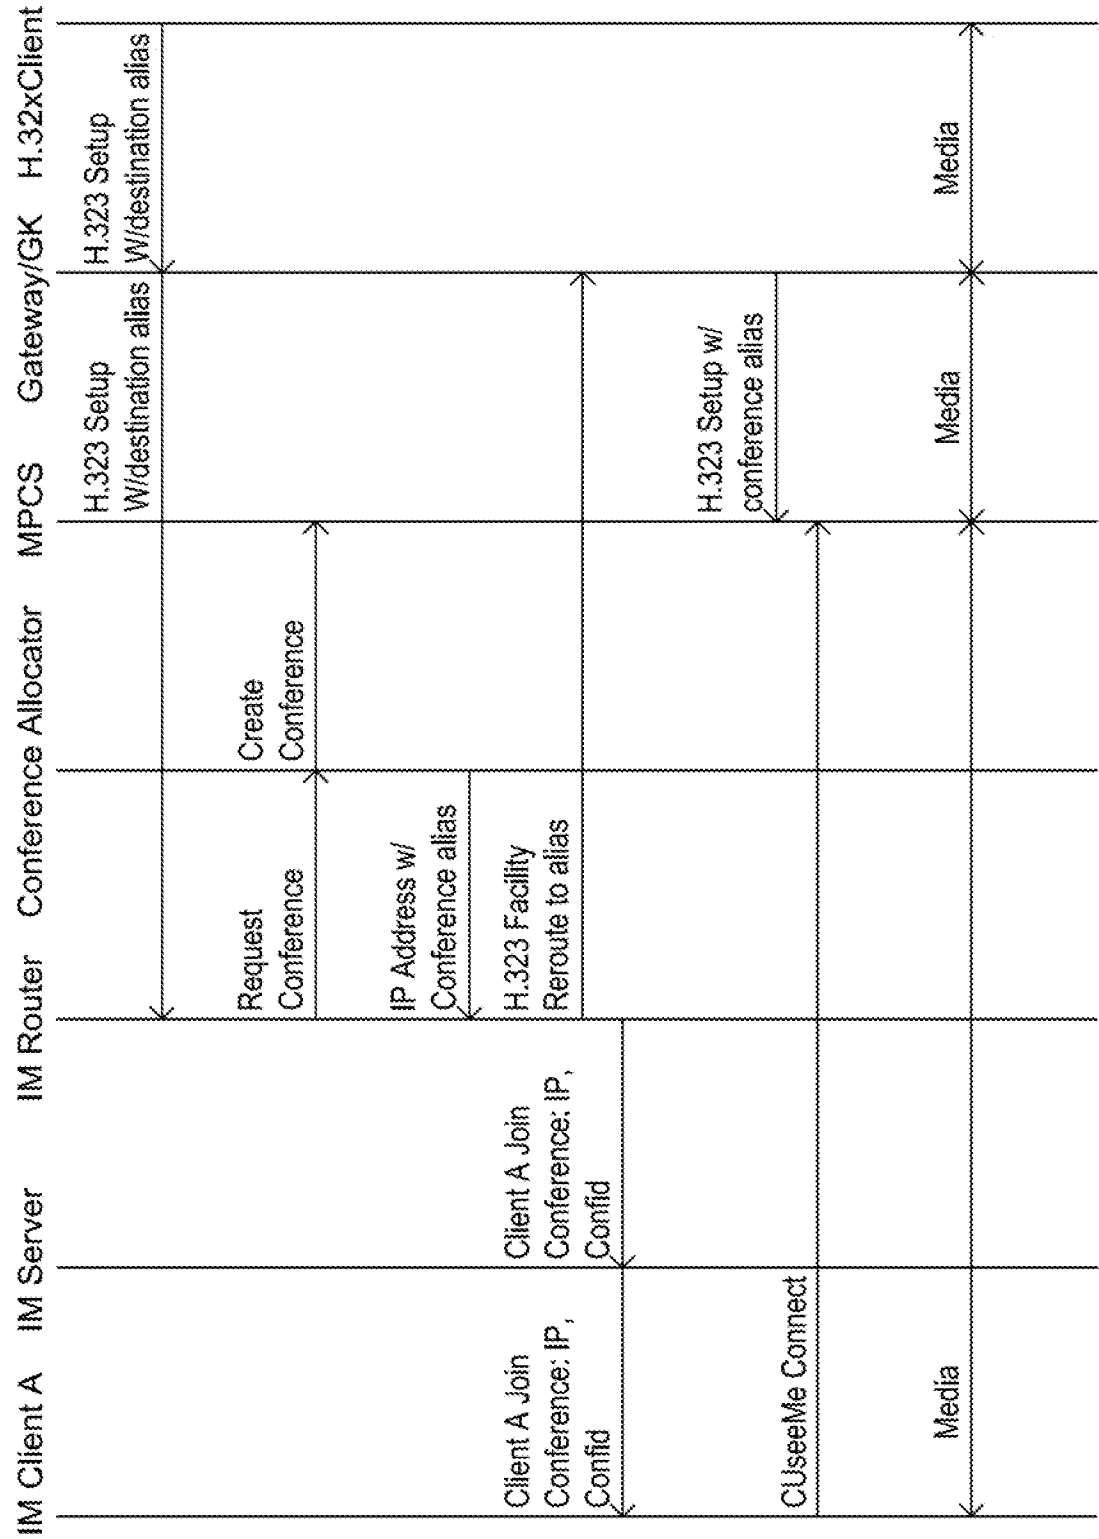 IM Client A
IM Server
IM Router
Conference Allocator
MPCS
Gateway/GK
H.32xClient
H.323 Setup
W/destination alias
H.323 Setup
W/destination alias
Request
Conference
Create
Conference
IP Address w/
Conference alias
H.323 Facility
Reroute to alias
Client A Join
Conference: IP,
Confid
Client A Join
Conference: IP,
Confid
H.323 Setup w/
conference alias
CUseeMe Connect
Media
Media
Media